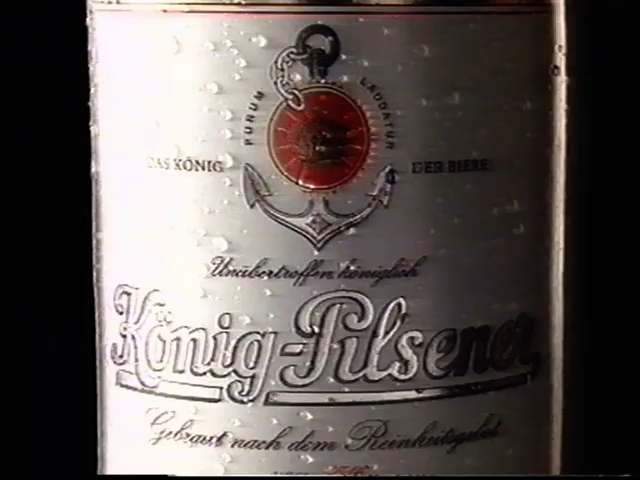 PURUM LAUDATUR
DAS KÖNIG DER BIERE
Unübertroffen königlich
König-Pilsener
Gebraut nach dem Reinheitsgebot